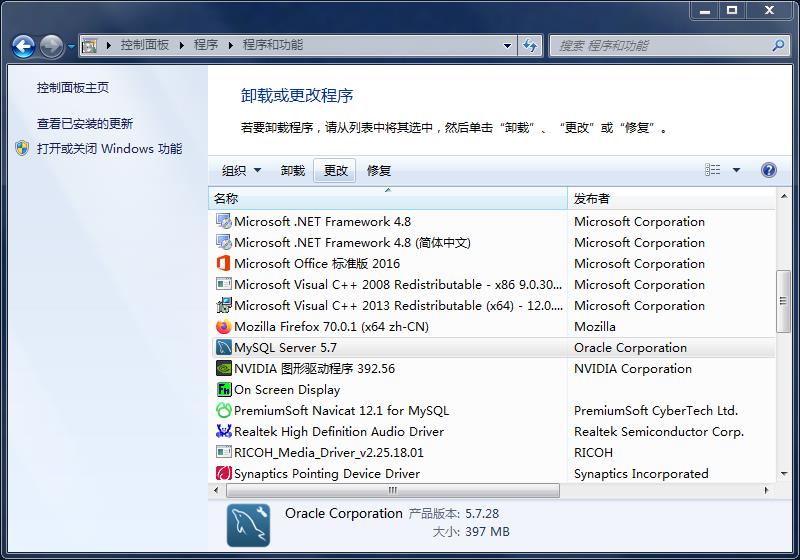 控制面板 程序 程序和功能
搜索 程序和功能
控制面板主页
查看已安装的更新
打开或关闭 Windows 功能
卸载或更改程序
若要卸载程序，请从列表中将其选中，然后单击“卸载”、“更改”或“修复”。
组织 卸载 更改 修复
名称 发布者
Microsoft .NET Framework 4.8 Microsoft Corporation
Microsoft .NET Framework 4.8 (简体中文) Microsoft Corporation
Microsoft Office 标准版 2016 Microsoft Corporation
Microsoft Visual C++ 2008 Redistributable - x86 9.0.30... Microsoft Corporation
Microsoft Visual C++ 2013 Redistributable (x64) - 12.0.... Microsoft Corporation
Mozilla Firefox 70.0.1 (x64 zh-CN) Mozilla
MySQL Server 5.7 Oracle Corporation
NVIDIA 图形驱动程序 392.56 NVIDIA Corporation
On Screen Display
PremiumSoft Navicat 12.1 for MySQL PremiumSoft CyberTech Ltd.
Realtek High Definition Audio Driver Realtek Semiconductor Corp.
RICOH_Media_Driver_v2.25.18.01 RICOH
Synaptics Pointing Device Driver Synaptics Incorporated
Oracle Corporation 产品版本: 5.7.28
大小: 397 MB